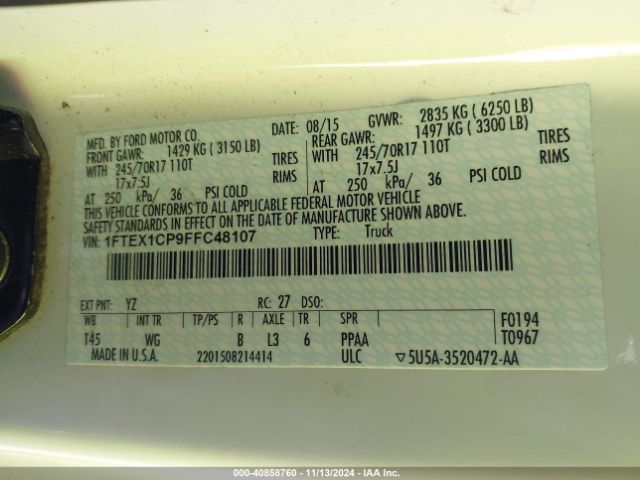 MFD. BY FORD MOTOR CO.
DATE: 08/15 GVWR: 2835 KG ( 6250 LB)
FRONT GAWR: 1429 KG ( 3150 LB) REAR GAWR: 1497 KG ( 3300 LB)
WITH 245/70R17 110T TIRES WITH 245/70R17 110T TIRES
17x7.5J RIMS 17x7.5J RIMS
AT 250 kPa/ 36 PSI COLD AT 250 kPa/ 36 PSI COLD
THIS VEHICLE CONFORMS TO ALL APPLICABLE FEDERAL MOTOR VEHICLE
SAFETY STANDARDS IN EFFECT ON THE DATE OF MANUFACTURE SHOWN ABOVE.
VIN: 1FTEX1CP9FFC48107 TYPE: Truck
EXT PNT: YZ RC: 27 DSO:
WB INT TR TP/PS R AXLE TR SPR F0194
T45 WG B L3 6 PPAA T0967
MADE IN U.S.A. 2201508214414 ULC 5U5A-3520472-AA
000-40858760 - 11/13/2024 - IAA Inc.